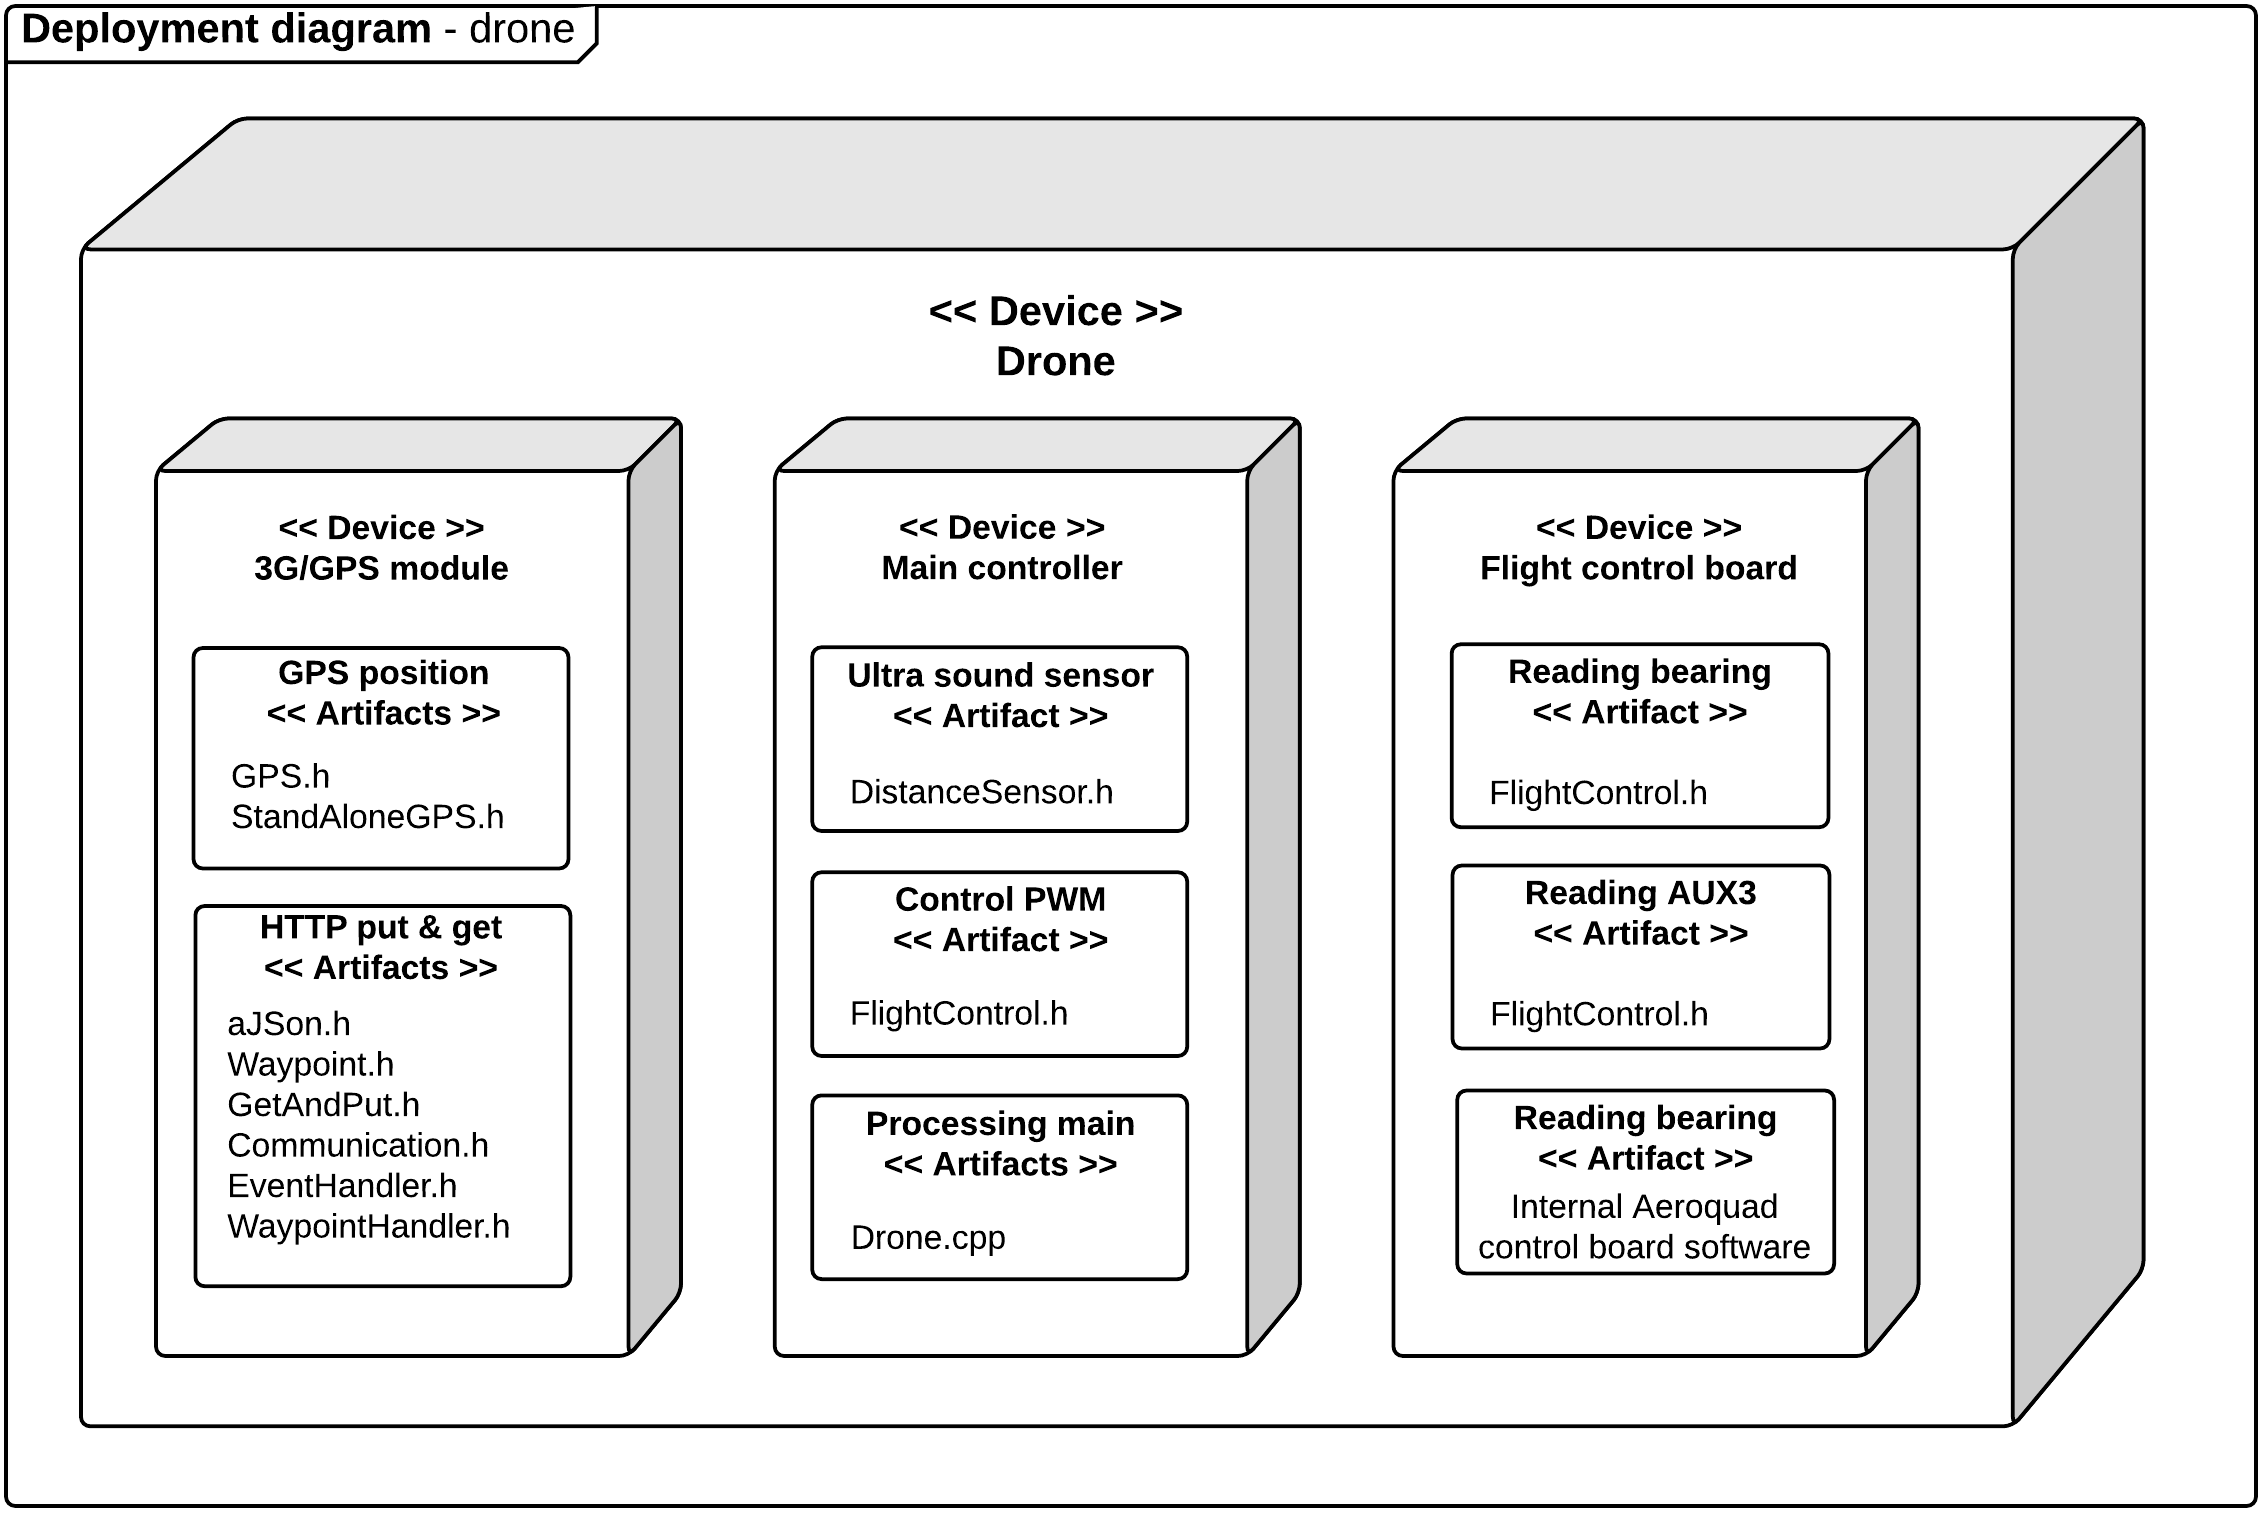 Deployment diagram - drone
<< Device >>
Drone
<< Device >>
3G/GPS module
GPS position
<< Artifacts >>
GPS.h
StandAloneGPS.h
HTTP put & get
<< Artifacts >>
aJSon.h
Waypoint.h
GetAndPut.h
Communication.h
EventHandler.h
WaypointHandler.h
<< Device >>
Main controller
Ultra sound sensor
<< Artifact >>
DistanceSensor.h
Control PWM
<< Artifact >>
FlightControl.h
Processing main
<< Artifacts >>
Drone.cpp
<< Device >>
Flight control board
Reading bearing
<< Artifact >>
FlightControl.h
Reading AUX3
<< Artifact >>
FlightControl.h
Reading bearing
<< Artifact >>
Internal Aeroquad
control board software